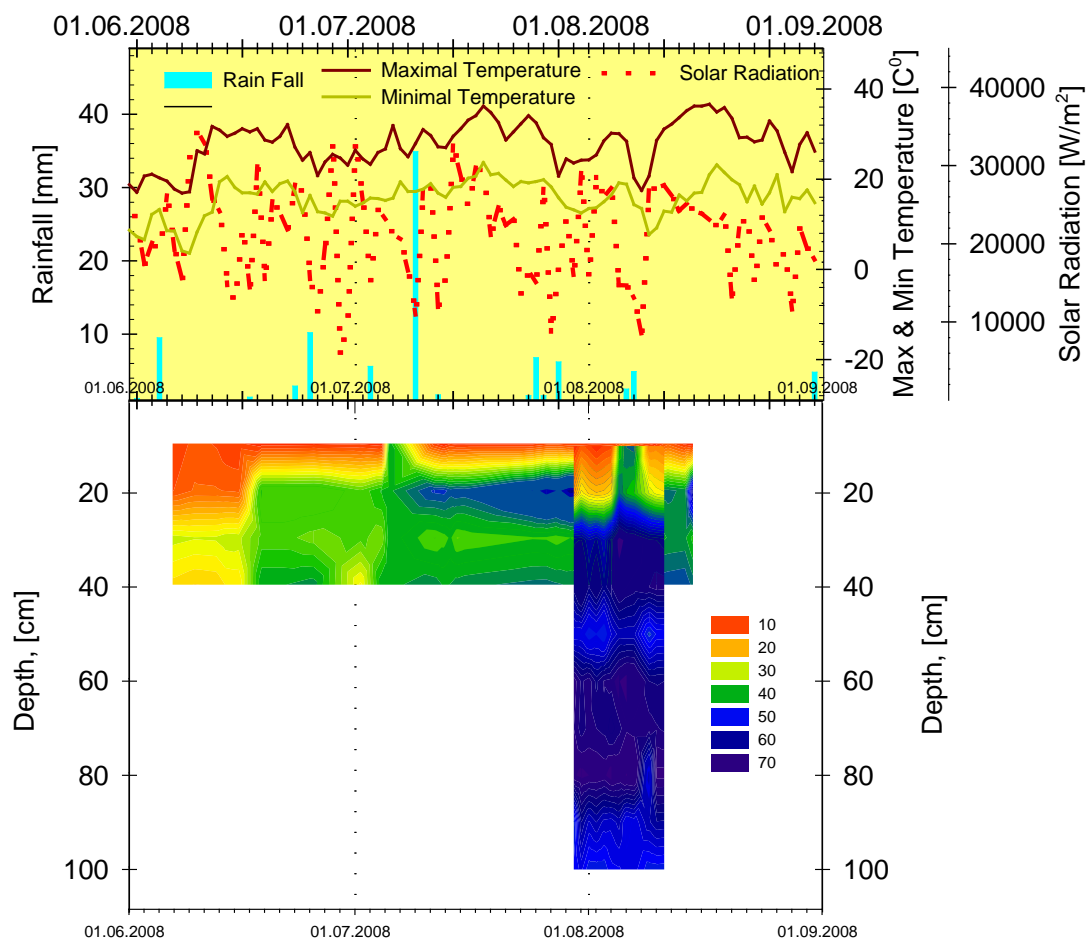 01.06.2008 01.07.2008 01.08.2008 01.09.2008
Rain Fall
Maximal Temperature
Minimal Temperature
Solar Radiation
Rainfall [mm]
40
30
20
10
Max & Min Temperature [C⁰]
40
20
0
-20
Solar Radiation [W/m²]
40000
30000
20000
10000
01.06.2008 01.07.2008 01.08.2008 01.09.2008
Depth, [cm]
20
40
60
80
100
10
20
30
40
50
60
70
20
40
60
80
100
Depth, [cm]
01.06.2008 01.07.2008 01.08.2008 01.09.2008